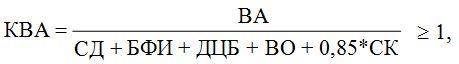 КВА = ВА / (СД + БФИ + ДЦБ + ВО + 0,85*СК) ≥ 1,